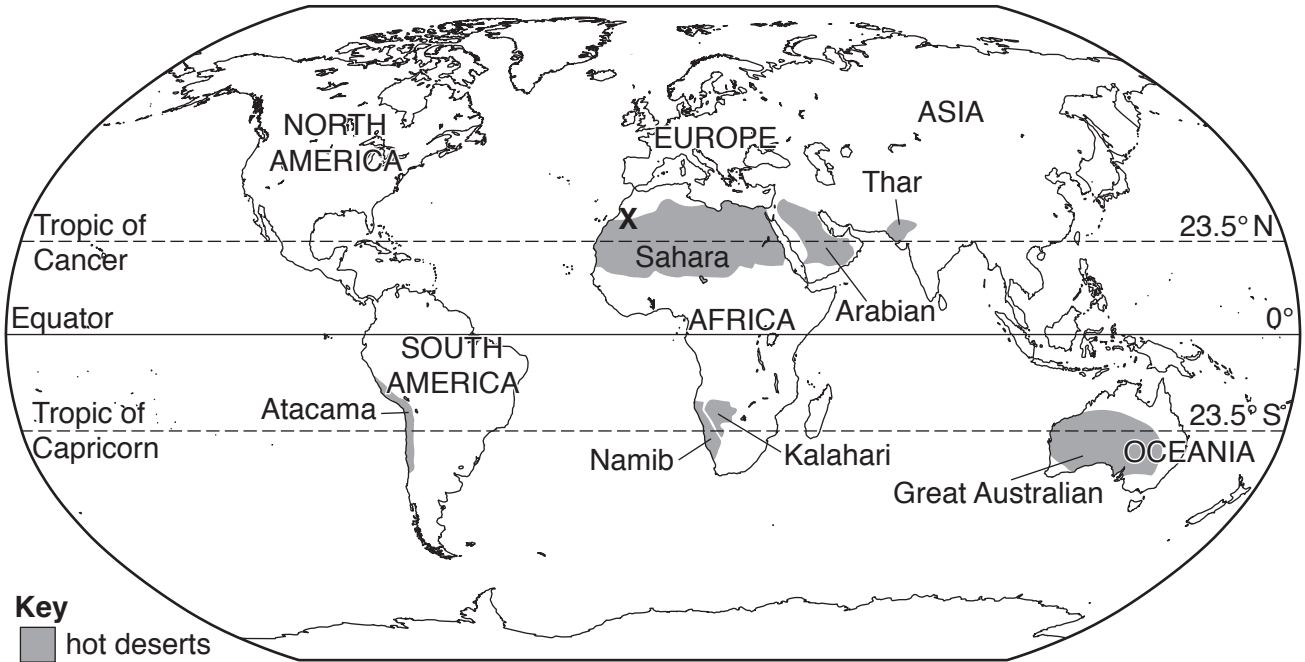 NORTH
AMERICA
EUROPE
ASIA
Thar
X
Tropic of
Cancer
23.5° N
Sahara
Arabian
Equator
AFRICA
0°
SOUTH
AMERICA
Atacama
Tropic of
Capricorn
23.5° S
Namib
Kalahari
OCEANIA
Great Australian
Key
hot deserts